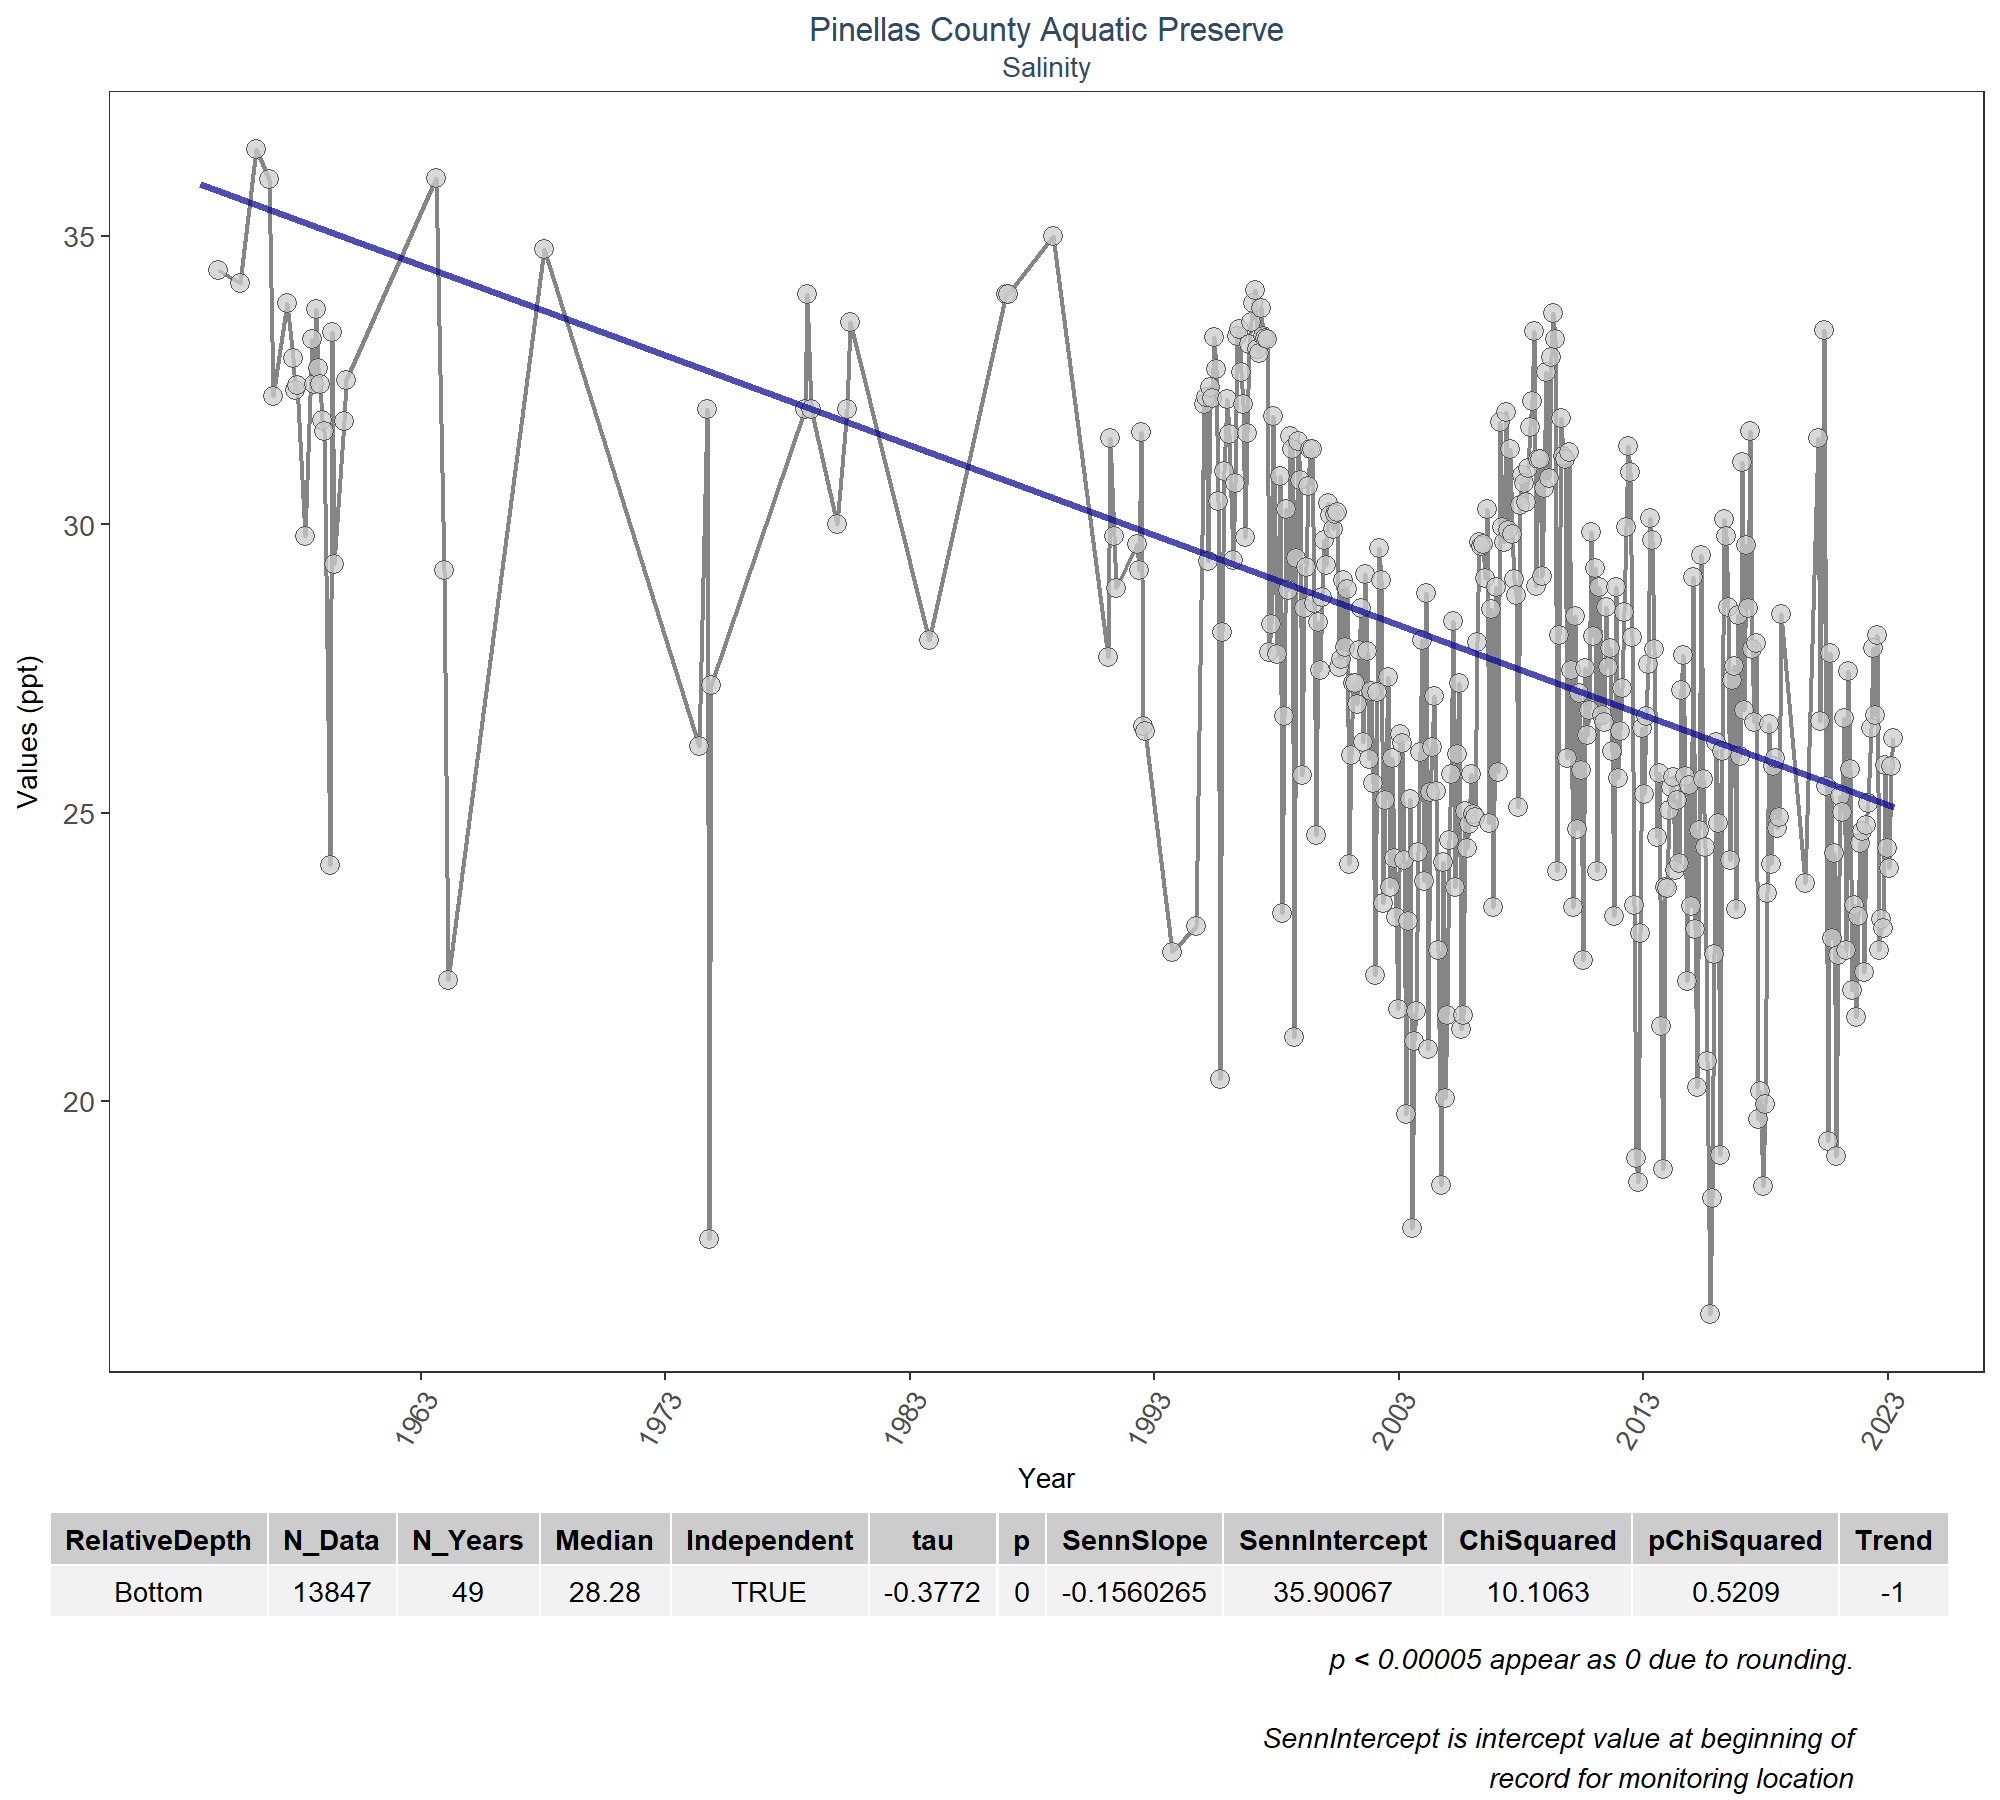 Pinellas County Aquatic Preserve
Salinity
Values (ppt)
35
30
25
20
1963 1973 1983 1993 2003 2013 2023
Year
RelativeDepth N_Data N_Years Median Independent tau p SennSlope SennIntercept ChiSquared pChiSquared Trend
Bottom 13847 49 28.28 TRUE -0.3772 0 -0.1560265 35.90067 10.1063 0.5209 -1
p < 0.00005 appear as 0 due to rounding.
SennIntercept is intercept value at beginning of
record for monitoring location